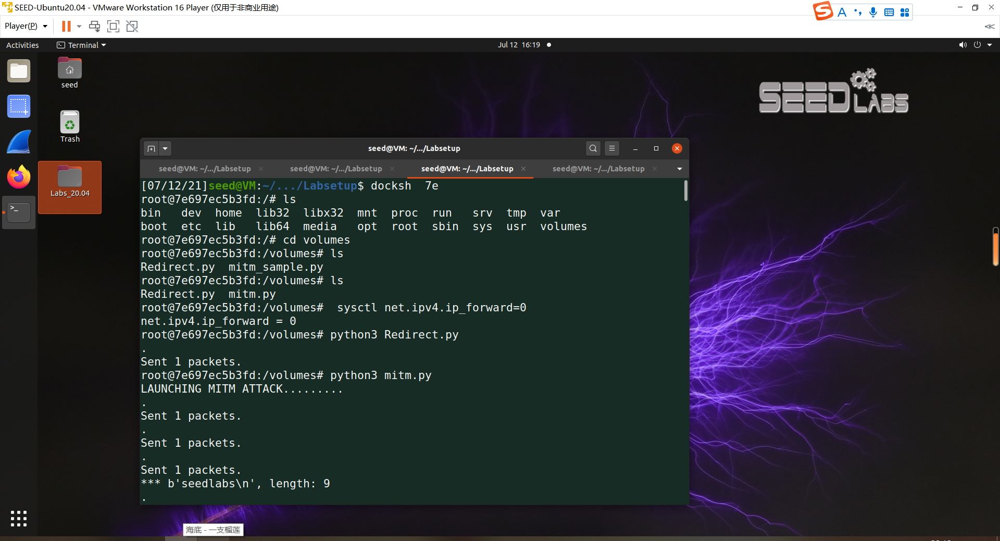 SEED-Ubuntu20.04 - VMware Workstation 16 Player (仅用于非商业用途)
Player(P)
Activities
Terminal
Jul 12 16:19
seed
Trash
Labs_20.04
SEED LABS
seed@VM: ~/.../Labsetup
seed@VM: ~/.../Labsetup
seed@VM: ~/.../Labsetup
seed@VM: ~/.../Labsetup
seed@VM: ~/.../Labsetup
[07/12/21]seed@VM:~/.../Labsetup$ docksh  7e
root@7e697ec5b3fd:/# ls
bin   dev  home  lib32  libx32  mnt  proc  run   srv  tmp  var
boot  etc  lib   lib64  media   opt  root  sbin  sys  usr  volumes
root@7e697ec5b3fd:/# cd volumes
root@7e697ec5b3fd:/volumes# ls
Redirect.py  mitm_sample.py
root@7e697ec5b3fd:/volumes# ls
Redirect.py  mitm.py
root@7e697ec5b3fd:/volumes#  sysctl net.ipv4.ip_forward=0
net.ipv4.ip_forward = 0
root@7e697ec5b3fd:/volumes# python3 Redirect.py
.
Sent 1 packets.
root@7e697ec5b3fd:/volumes# python3 mitm.py
LAUNCHING MITM ATTACK.........
.
Sent 1 packets.
.
Sent 1 packets.
.
Sent 1 packets.
*** b'seedlabs\n', length: 9
.
海底 - 一支榴莲